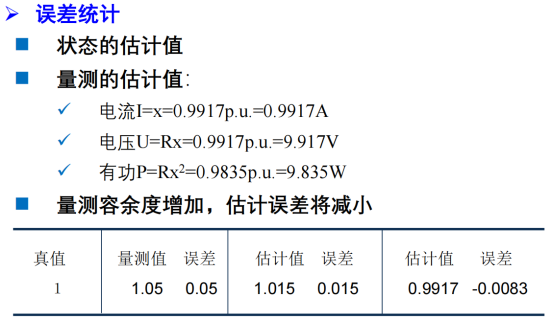 误差统计
状态的估计值
量测的估计值:
电流I=x=0.9917p.u.=0.9917A
电压U=Rx=0.9917p.u.=9.917V
有功P=Rx²=0.9835p.u.=9.835W
量测容余度增加，估计误差将减小
真值 量测值 误差 估计值 误差 估计值 误差
1 1.05 0.05 1.015 0.015 0.9917 -0.0083